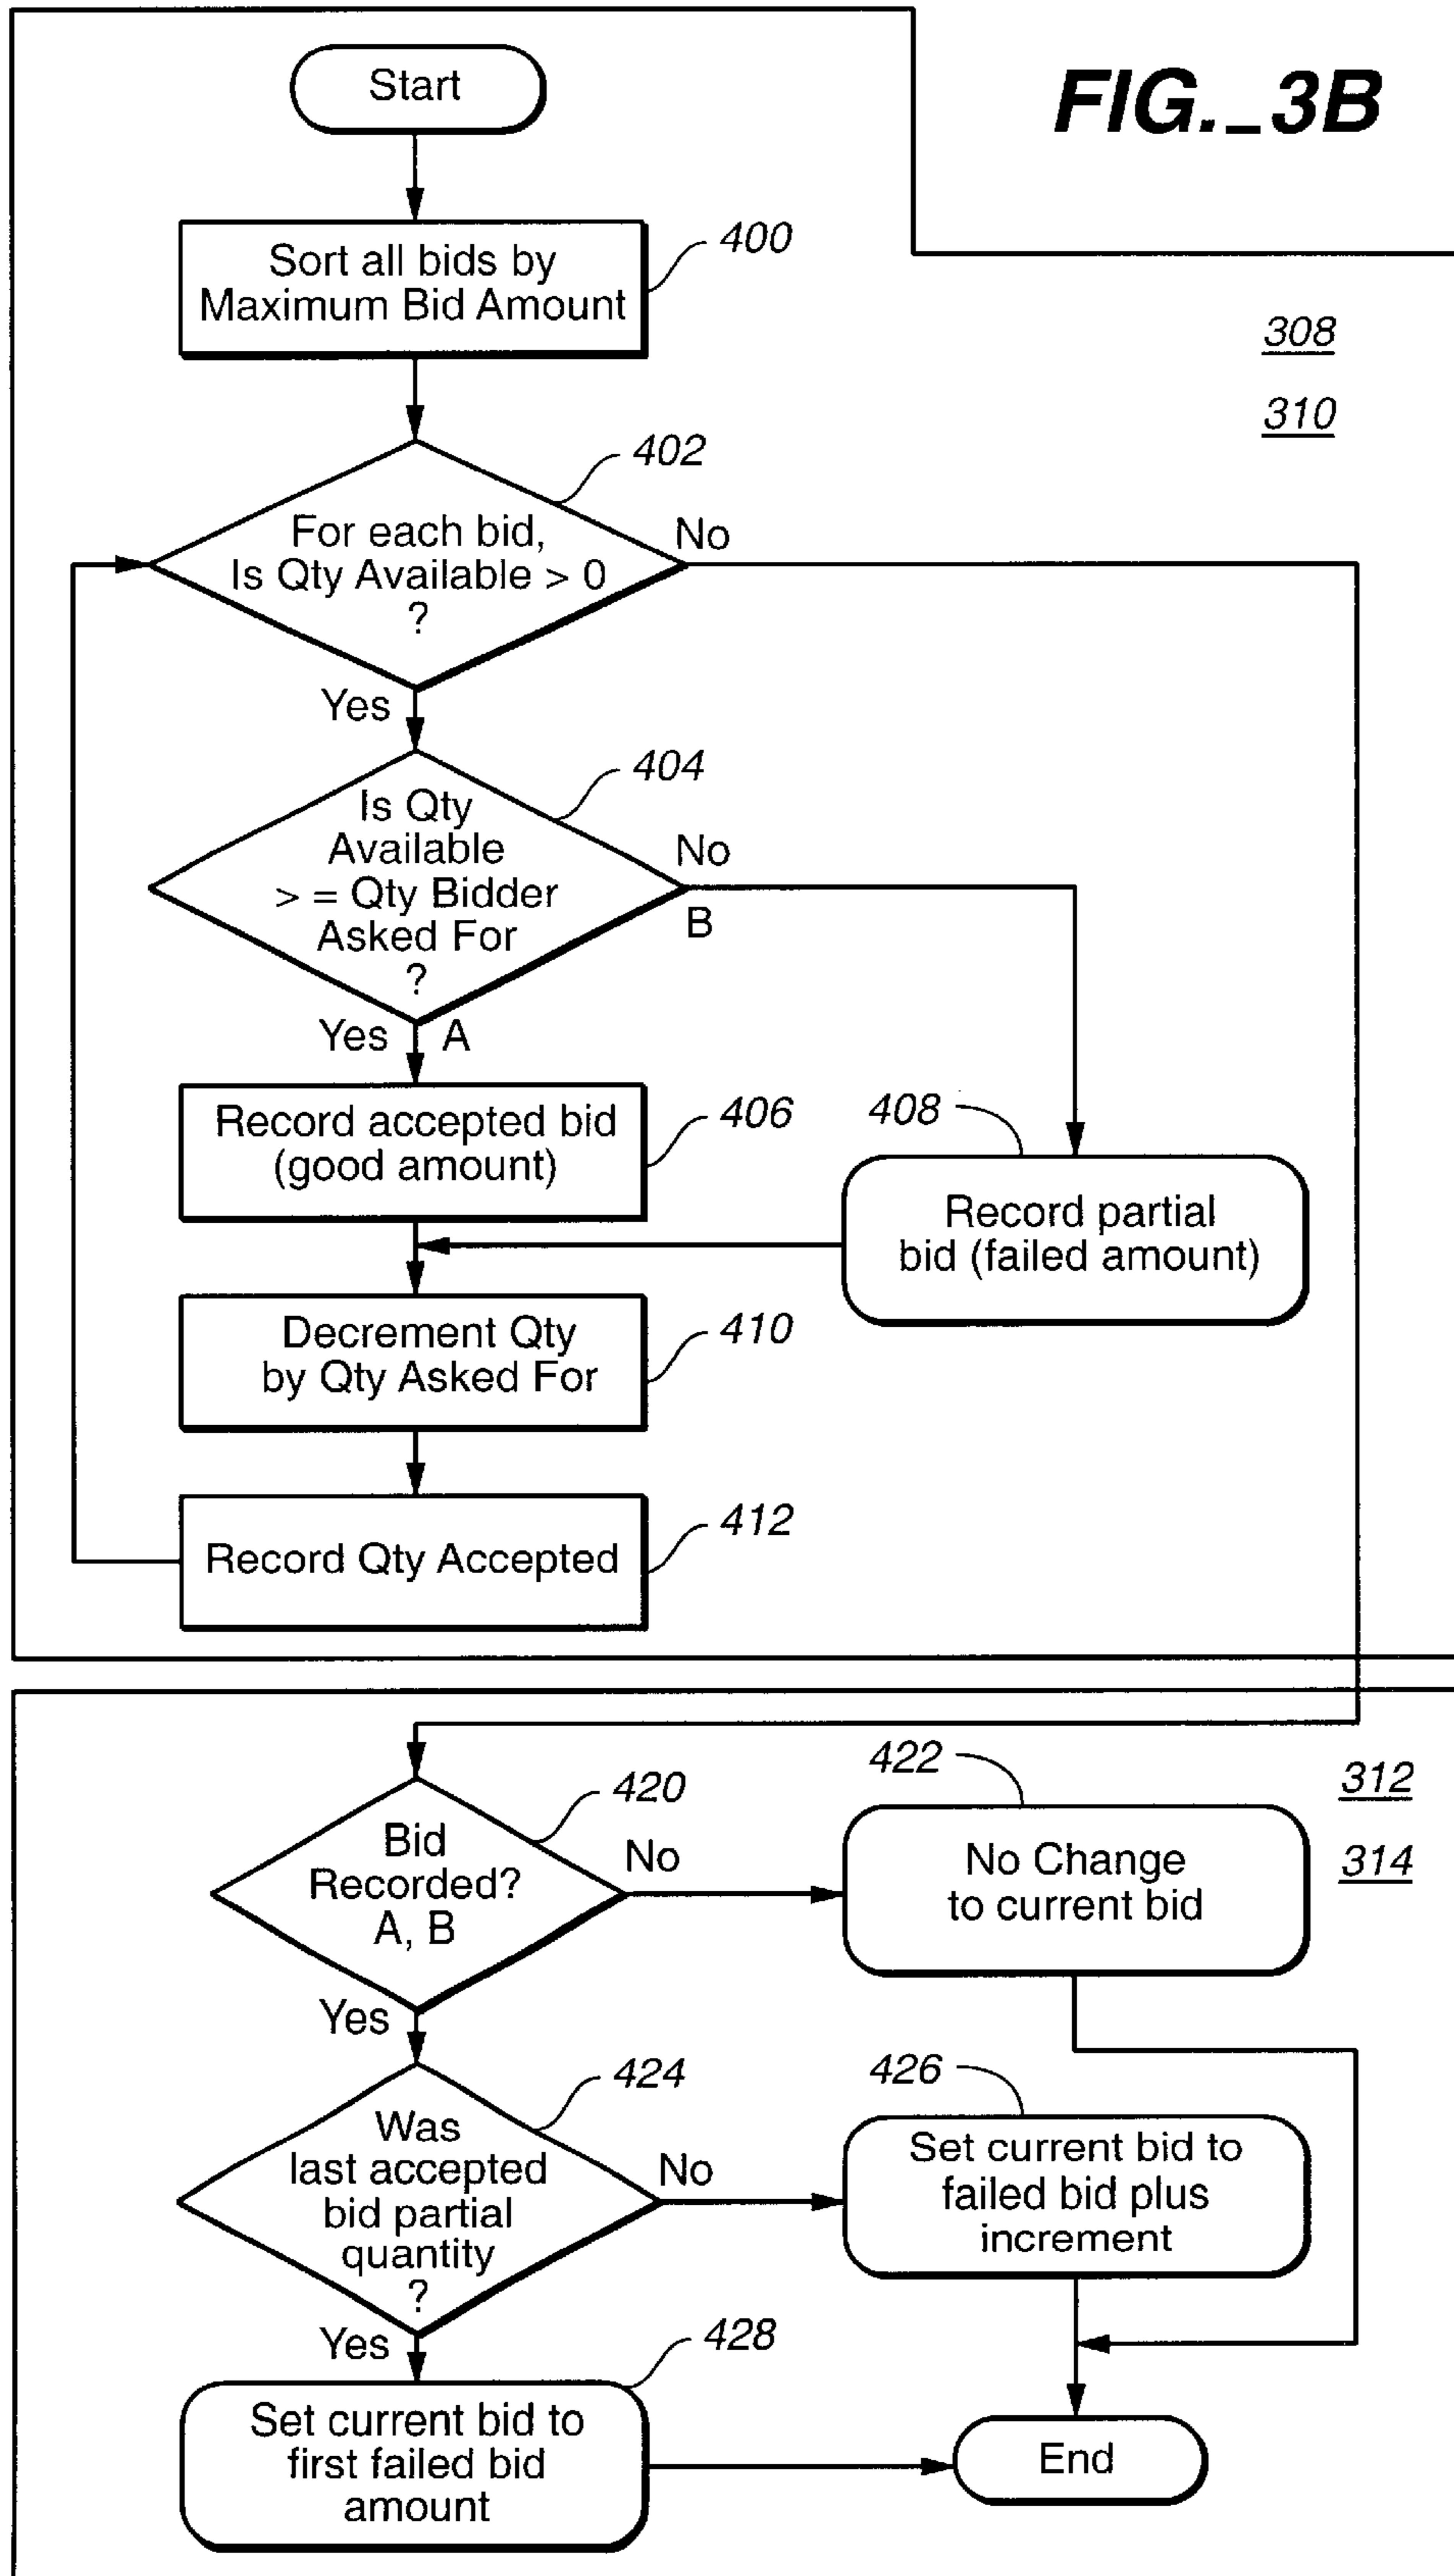 FIG._3B
Start
400
Sort all bids by
Maximum Bid Amount
308
310
402
For each bid,
Is Qty Available > 0
?
No
Yes
404
Is Qty
Available
> = Qty Bidder
Asked For
?
No
B
Yes
A
406
Record accepted bid
(good amount)
408
Record partial
bid (failed amount)
410
Decrement Qty
by Qty Asked For
412
Record Qty Accepted
420
Bid
Recorded?
A, B
No
422
No Change
to current bid
312
314
Yes
424
Was
last accepted
bid partial
quantity
?
No
426
Set current bid to
failed bid plus
increment
Yes
428
Set current bid to
first failed bid
amount
End